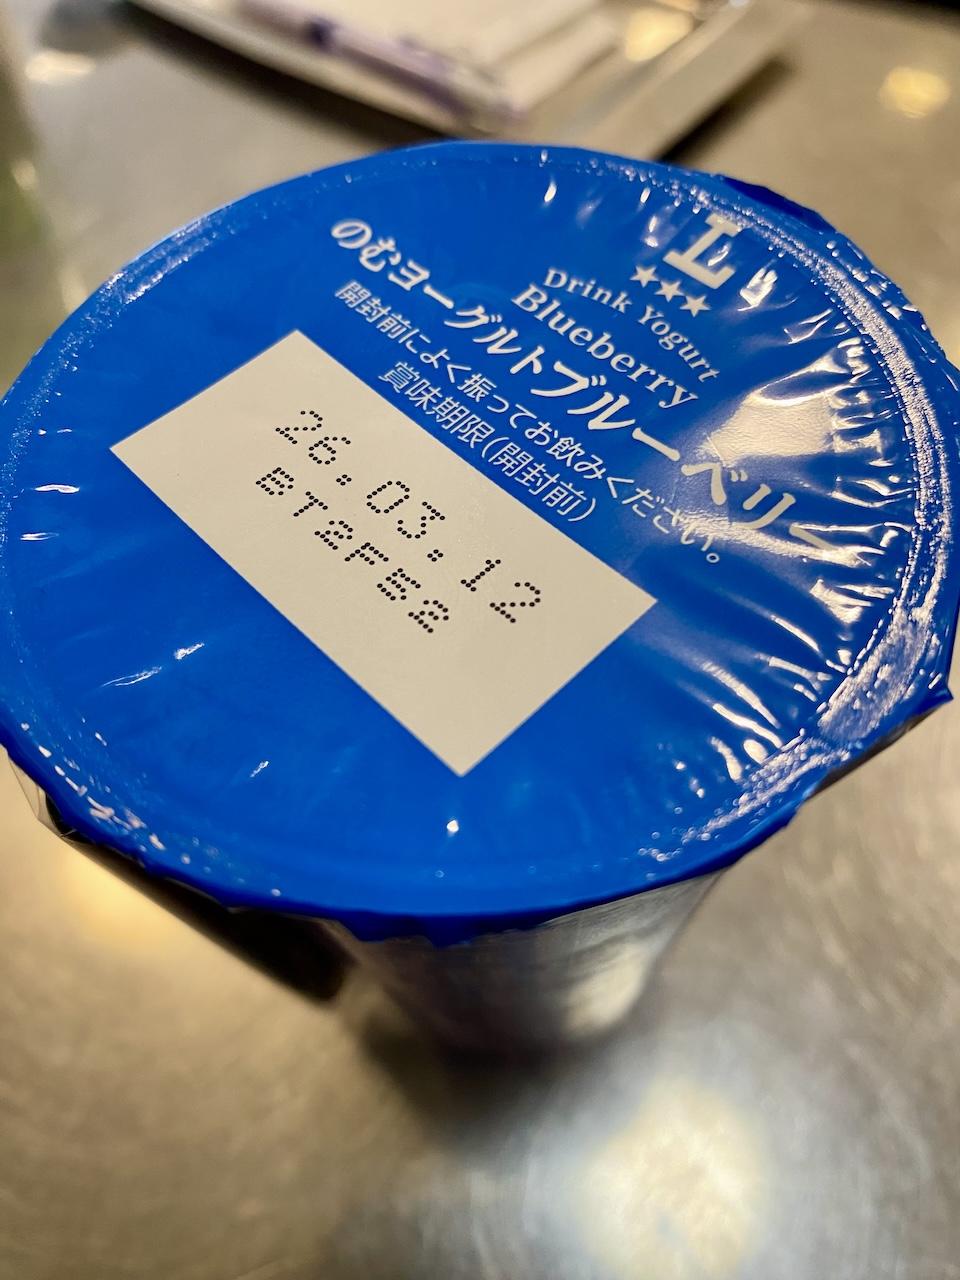 L
★★★
Drink Yogurt
Blueberry
のむヨーグルトブルーベリー
開封前によく振ってお飲みください。
賞味期限(開封前)
26.03.12
BT2FE2